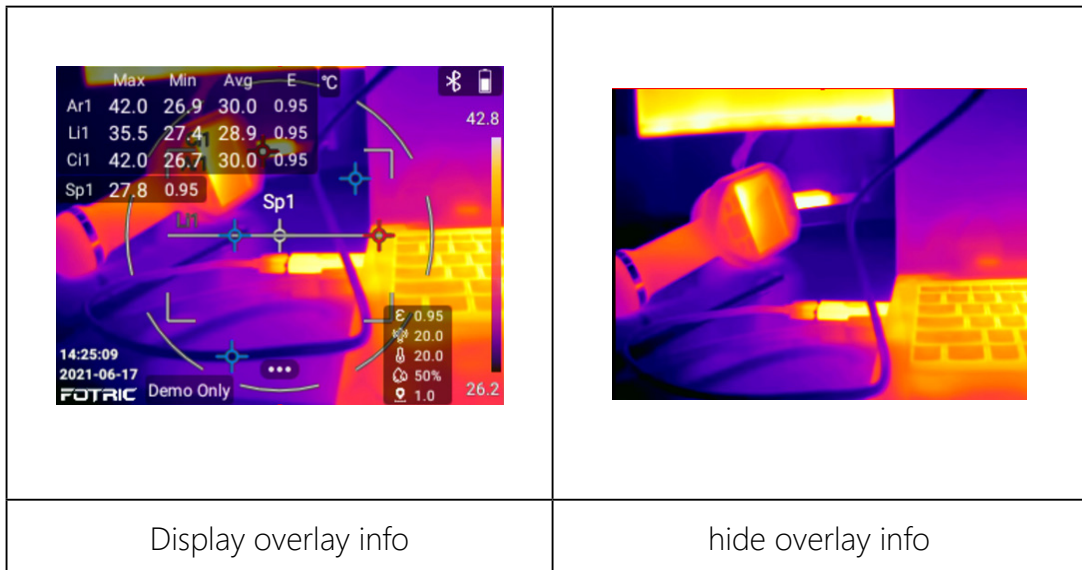 Max Min Avg E °C
Ar1 42.0 26.9 30.0 0.95
Li1 35.5 27.4 28.9 0.95
Ci1 42.0 26.7 30.0 0.95
Sp1 27.8 0.95
42.8
Sp1
Li1
ε 0.95
20.0
20.0
50%
1.0
14:25:09
2021-06-17
FOTRIC Demo Only
26.2
Display overlay info
hide overlay info